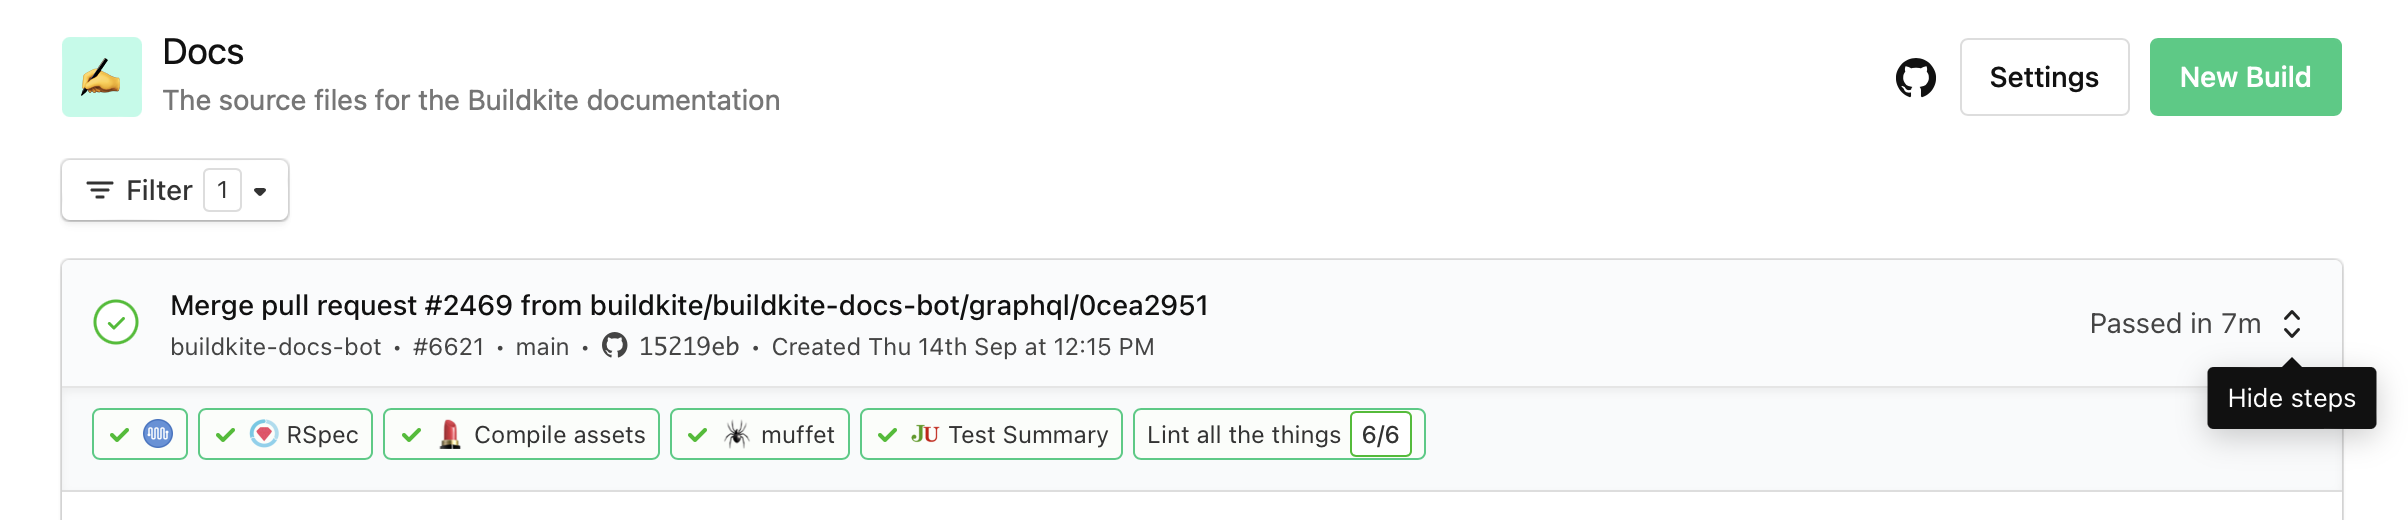 Docs
The source files for the Buildkite documentation
Settings
New Build
Filter 1
Merge pull request #2469 from buildkite/buildkite-docs-bot/graphql/0cea2951
buildkite-docs-bot • #6621 • main • 15219eb • Created Thu 14th Sep at 12:15 PM
Passed in 7m
Hide steps
RSpec
Compile assets
muffet
JU Test Summary
Lint all the things 6/6